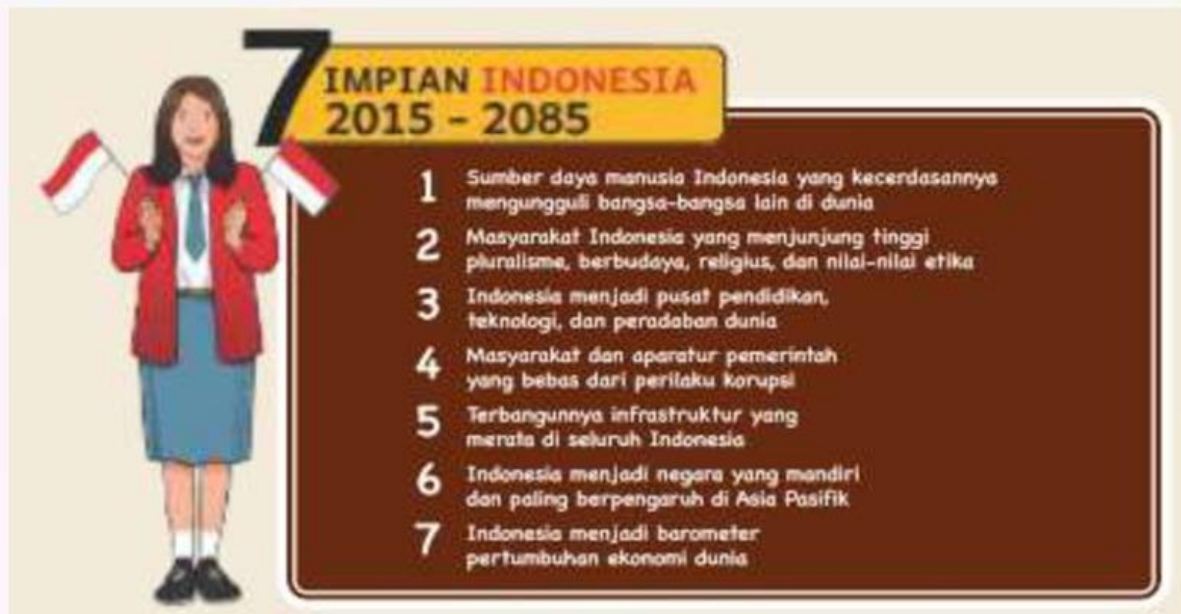 7 IMPIAN INDONESIA
2015 - 2085
1 Sumber daya manusia Indonesia yang kecerdasannya
mengungguli bangsa-bangsa lain di dunia
2 Masyarakat Indonesia yang menjunjung tinggi
pluralisme, berbudaya, religius, dan nilai-nilai etika
3 Indonesia menjadi pusat pendidikan,
teknologi, dan peradaban dunia
4 Masyarakat dan aparatur pemerintah
yang bebas dari perilaku korupsi
5 Terbangunnya infrastruktur yang
merata di seluruh Indonesia
6 Indonesia menjadi negara yang mandiri
dan paling berpengaruh di Asia Pasifik
7 Indonesia menjadi barometer
pertumbuhan ekonomi dunia